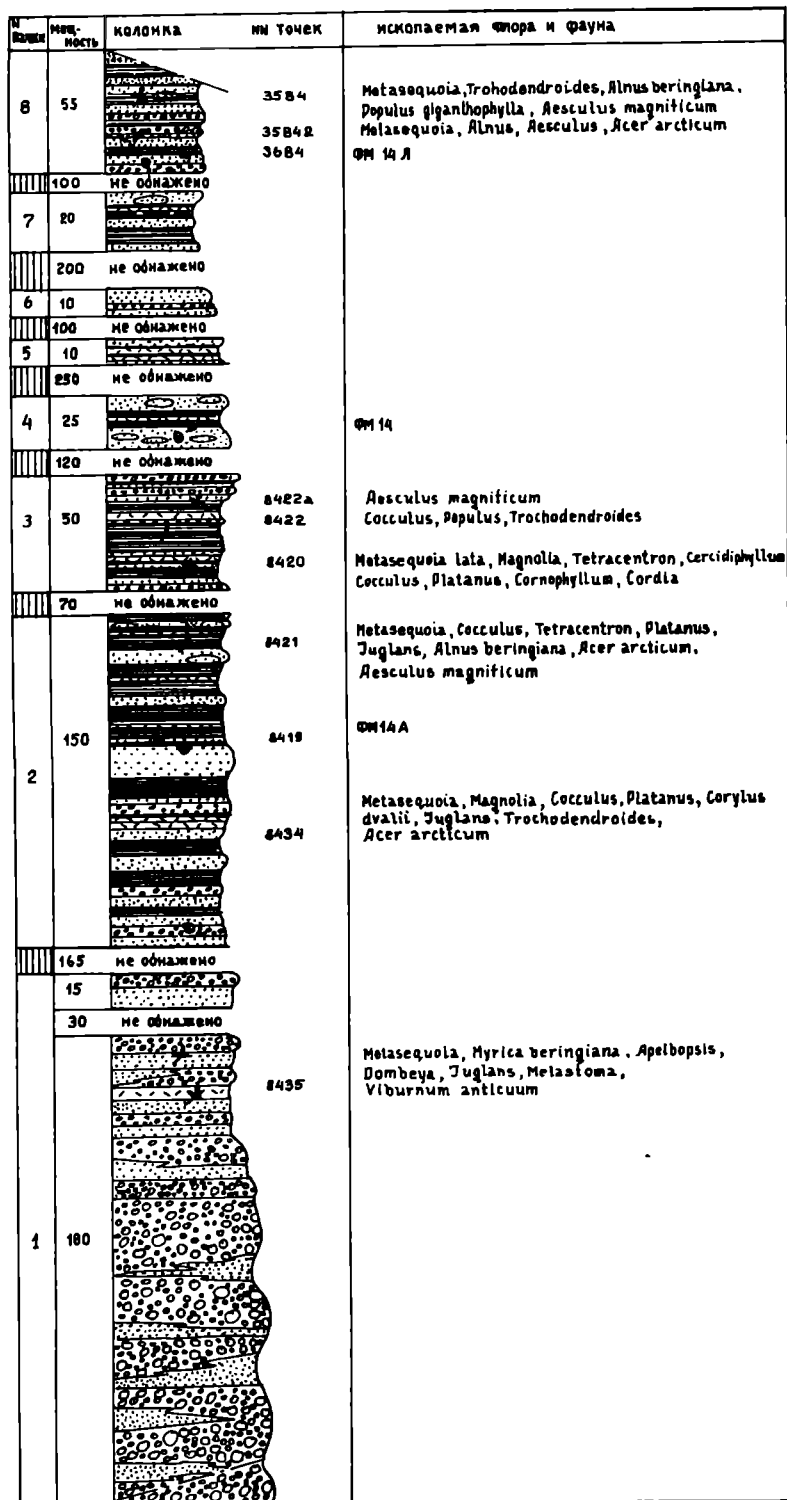 N пачки мощ-ность колонка NN точек ископаемая флора и фауна
8 55 3584 Metasequoia, Trohodendroides, Alnus beringiana,
Populus giganthophylla, Aesculus magnificum
35842 Metasequoia, Alnus, Aesculus, Acer arcticum
3684 ФМ 14 Л
100 не обнажено
7 20
200 не обнажено
6 10
100 не обнажено
5 10
250 не обнажено
4 25 ФМ 14
120 не обнажено
8422а Aesculus magnificum
3 50 8422 Cocculus, Populus, Trochodendroides
8420 Metasequoia lata, Magnolia, Tetracentron, Cercidiphyllum
Cocculus, Platanus, Cornophyllum, Cordia
70 не обнажено
8421 Metasequoia, Cocculus, Tetracentron, Platanus,
Juglans, Alnus beringiana, Acer arcticum,
Aesculus magnificum
150 8419 ФМ14А
2
8434 Metasequoia, Magnolia, Cocculus, Platanus, Corylus
dvalii, Juglans, Trochodendroides,
Acer arcticum
165 не обнажено
15
30 не обнажено
8435 Metasequoia, Myrica beringiana, Apeibopsis,
Dombeya, Juglans, Melastoma,
Viburnum anticuum
1 180